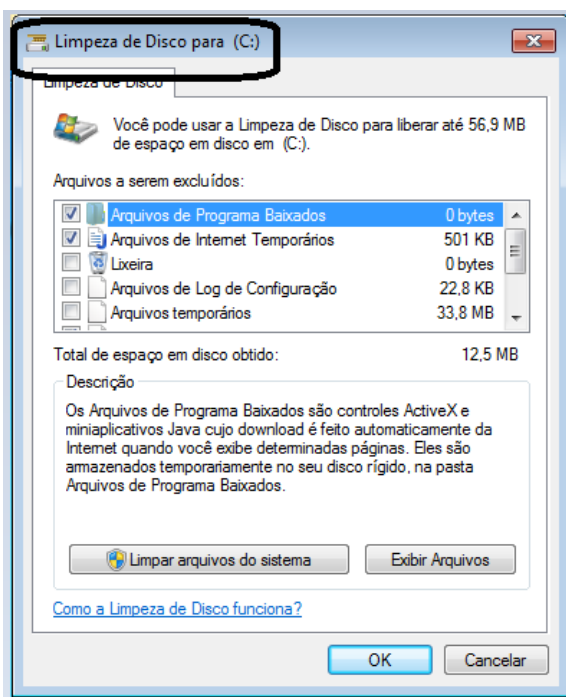 Limpeza de Disco para (C:)
Limpeza de Disco
Você pode usar a Limpeza de Disco para liberar até 56,9 MB
de espaço em disco em (C:).
Arquivos a serem excluídos:
Arquivos de Programa Baixados 0 bytes
Arquivos de Internet Temporários 501 KB
Lixeira 0 bytes
Arquivos de Log de Configuração 22,8 KB
Arquivos temporários 33,8 MB
Total de espaço em disco obtido: 12,5 MB
Descrição
Os Arquivos de Programa Baixados são controles ActiveX e
miniaplicativos Java cujo download é feito automaticamente da
Internet quando você exibe determinadas páginas. Eles são
armazenados temporariamente no seu disco rígido, na pasta
Arquivos de Programa Baixados.
Limpar arquivos do sistema Exibir Arquivos
Como a Limpeza de Disco funciona?
OK Cancelar